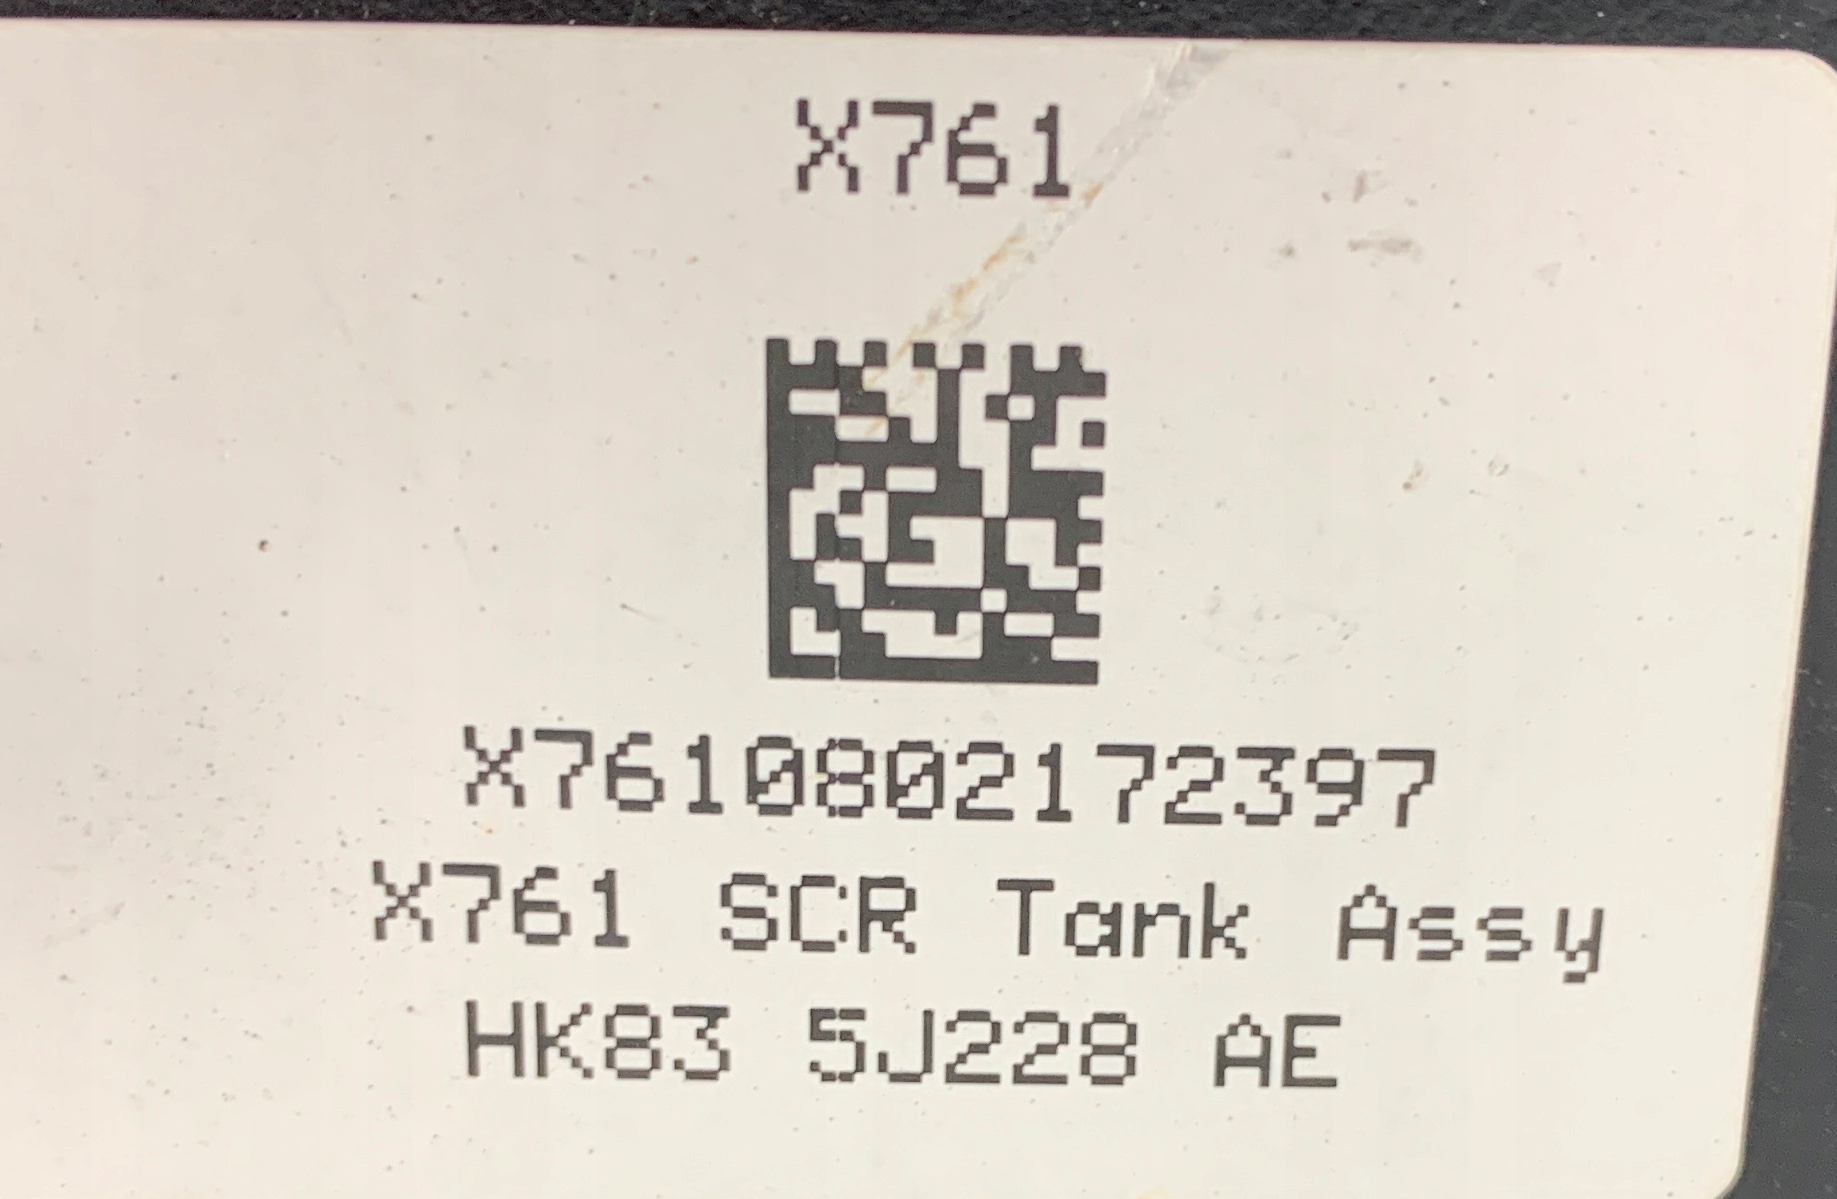 X761
X7610802172397
X761 SCR Tank Assy
HK83 5J228 AE